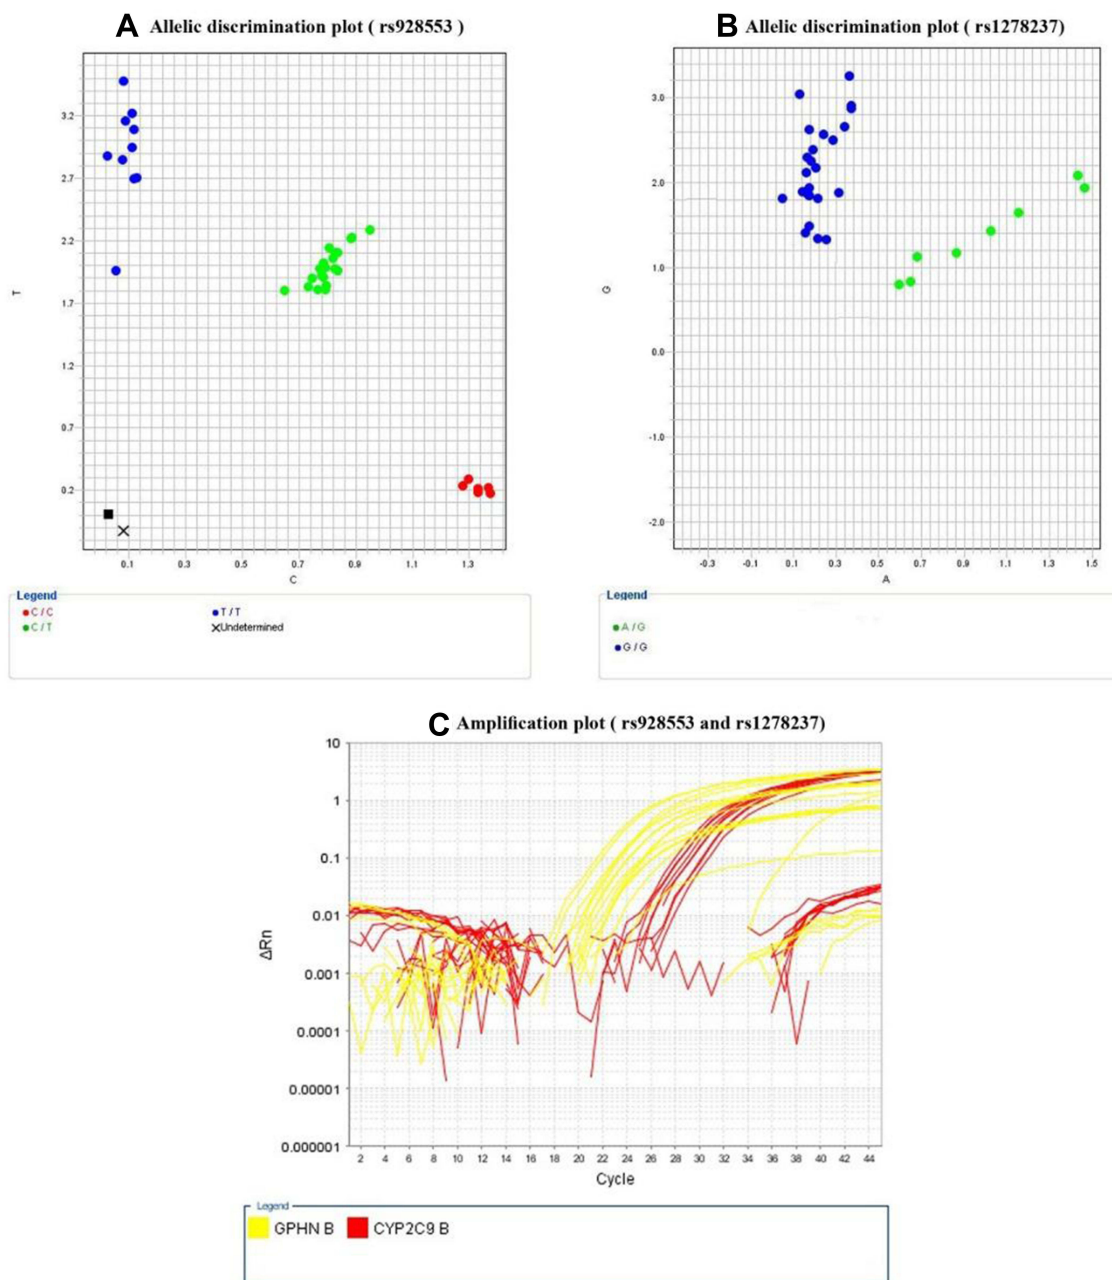 A Allelic discrimination plot ( rs928553 )
3.2
2.7
2.2
T
1.7
1.2
0.7
0.2
0.1 0.3 0.5 0.7 0.9 1.1 1.3
C
Legend
C / C T / T
C / T Undetermined
B Allelic discrimination plot ( rs1278237)
3.0
2.0
1.0
G
0.0
-1.0
-2.0
-0.3 -0.1 0.1 0.3 0.5 0.7 0.9 1.1 1.3 1.5
A
Legend
A / G
G / G
C Amplification plot ( rs928553 and rs1278237)
10
1
0.1
0.01
ΔRn
0.001
0.0001
0.00001
0.000001
2 4 6 8 10 12 14 16 18 20 22 24 26 28 30 32 34 36 38 40 42 44
Cycle
Legend
GPHN B CYP2C9 B